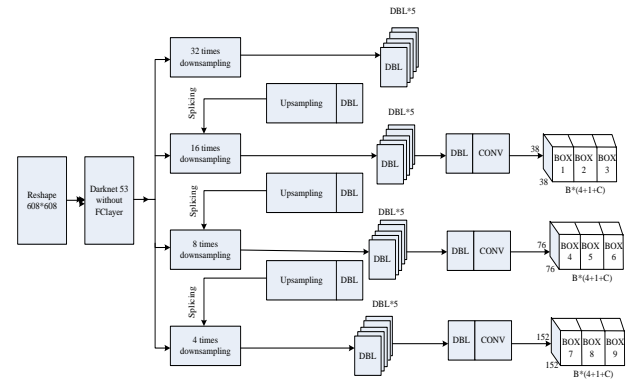 DBL*5
32 times
downsampling
DBL
Splicing
Upsampling
DBL
DBL*5
16 times
downsampling
DBL
DBL
CONV
38
38
BOX
1
BOX
2
BOX
3
B*(4+1+C)
Reshape
608*608
Darknet 53
without
FClayer
Splicing
Upsampling
DBL
DBL*5
8 times
downsampling
DBL
DBL
CONV
76
76
BOX
4
BOX
5
BOX
6
B*(4+1+C)
Splicing
Upsampling
DBL
DBL*5
4 times
downsampling
DBL
DBL
CONV
152
152
BOX
7
BOX
8
BOX
9
B*(4+1+C)